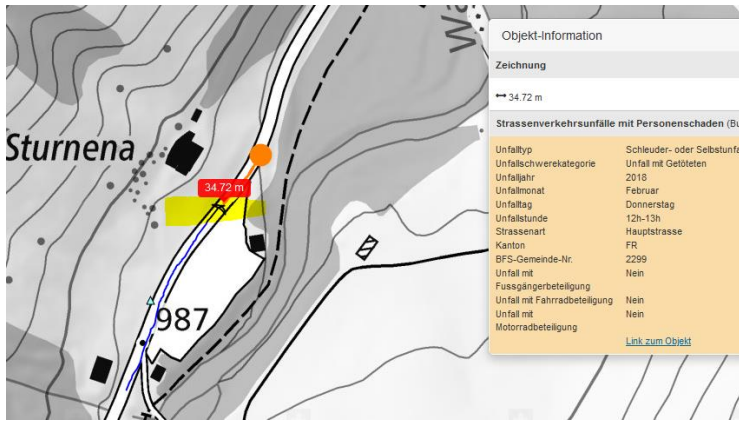 Sturnena
34.72 m
987
Objekt-Information
Zeichnung
34.72 m
Strassenverkehrsunfälle mit Personenschaden (Bu
Unfalltyp Schleuder- oder Selbstunfa
Unfallschwerekategorie Unfall mit Getöteten
Unfalljahr 2018
Unfallmonat Februar
Unfalltag Donnerstag
Unfallstunde 12h-13h
Strassenart Hauptstrasse
Kanton FR
BFS-Gemeinde-Nr. 2299
Unfall mit Nein
Fussgängerbeteiligung
Unfall mit Fahrradbeteiligung Nein
Unfall mit Nein
Motorradbeteiligung
Link zum Objekt